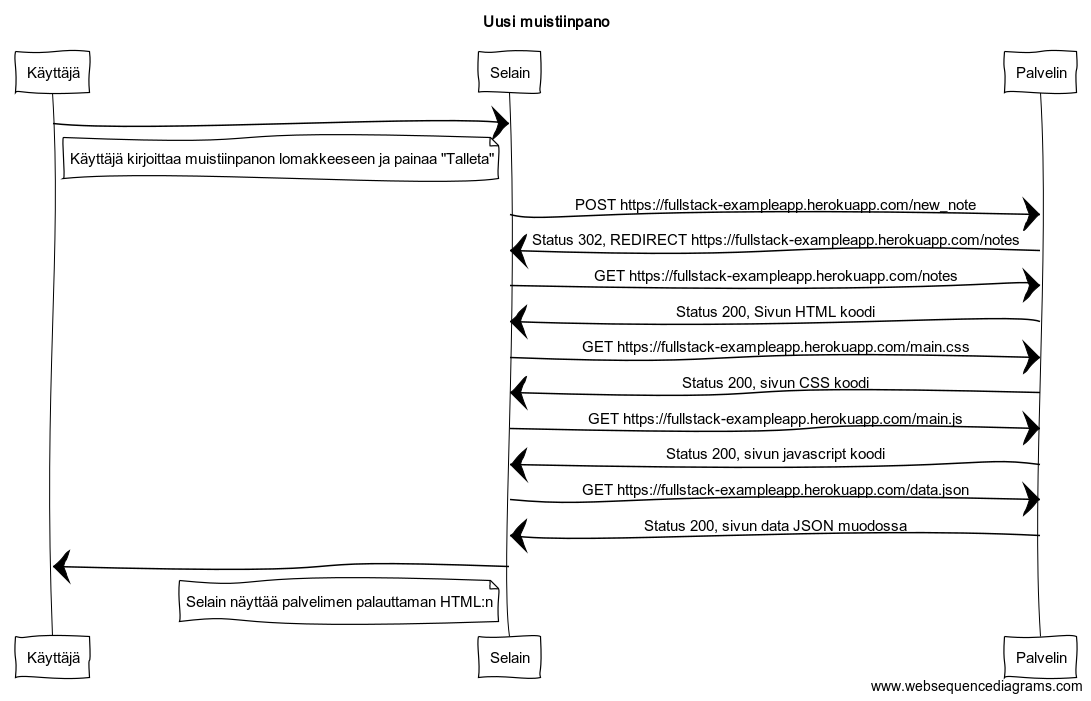 Uusi muistiinpano
Käyttäjä
Selain
Palvelin
Käyttäjä kirjoittaa muistiinpanon lomakkeeseen ja painaa "Talleta"
POST https://fullstack-exampleapp.herokuapp.com/new_note
Status 302, REDIRECT https://fullstack-exampleapp.herokuapp.com/notes
GET https://fullstack-exampleapp.herokuapp.com/notes
Status 200, Sivun HTML koodi
GET https://fullstack-exampleapp.herokuapp.com/main.css
Status 200, sivun CSS koodi
GET https://fullstack-exampleapp.herokuapp.com/main.js
Status 200, sivun javascript koodi
GET https://fullstack-exampleapp.herokuapp.com/data.json
Status 200, sivun data JSON muodossa
Selain näyttää palvelimen palauttaman HTML:n
Käyttäjä
Selain
Palvelin
www.websequencediagrams.com